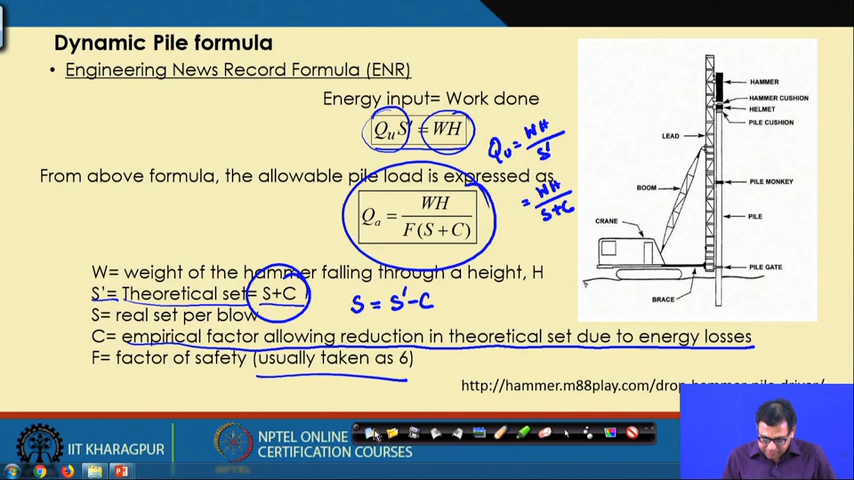 Dynamic Pile formula
• Engineering News Record Formula (ENR)
Energy input= Work done
QuS' = WH
Qu = WH / S'
= WH / S+C
From above formula, the allowable pile load is expressed as,
Qa = WH / F(S + C)
W= weight of the hammer falling through a height, H
S'= Theoretical set= S+C
S = S' - C
S= real set per blow
C= empirical factor allowing reduction in theoretical set due to energy losses
F= factor of safety (usually taken as 6)
http://hammer.m88play.com/drop-hammer-pile-driver/
HAMMER
HAMMER CUSHION
HELMET
PILE CUSHION
LEAD
PILE MONKEY
BOOM
PILE
CRANE
PILE GATE
BRACE
IIT KHARAGPUR
NPTEL ONLINE
CERTIFICATION COURSES
NPTEL